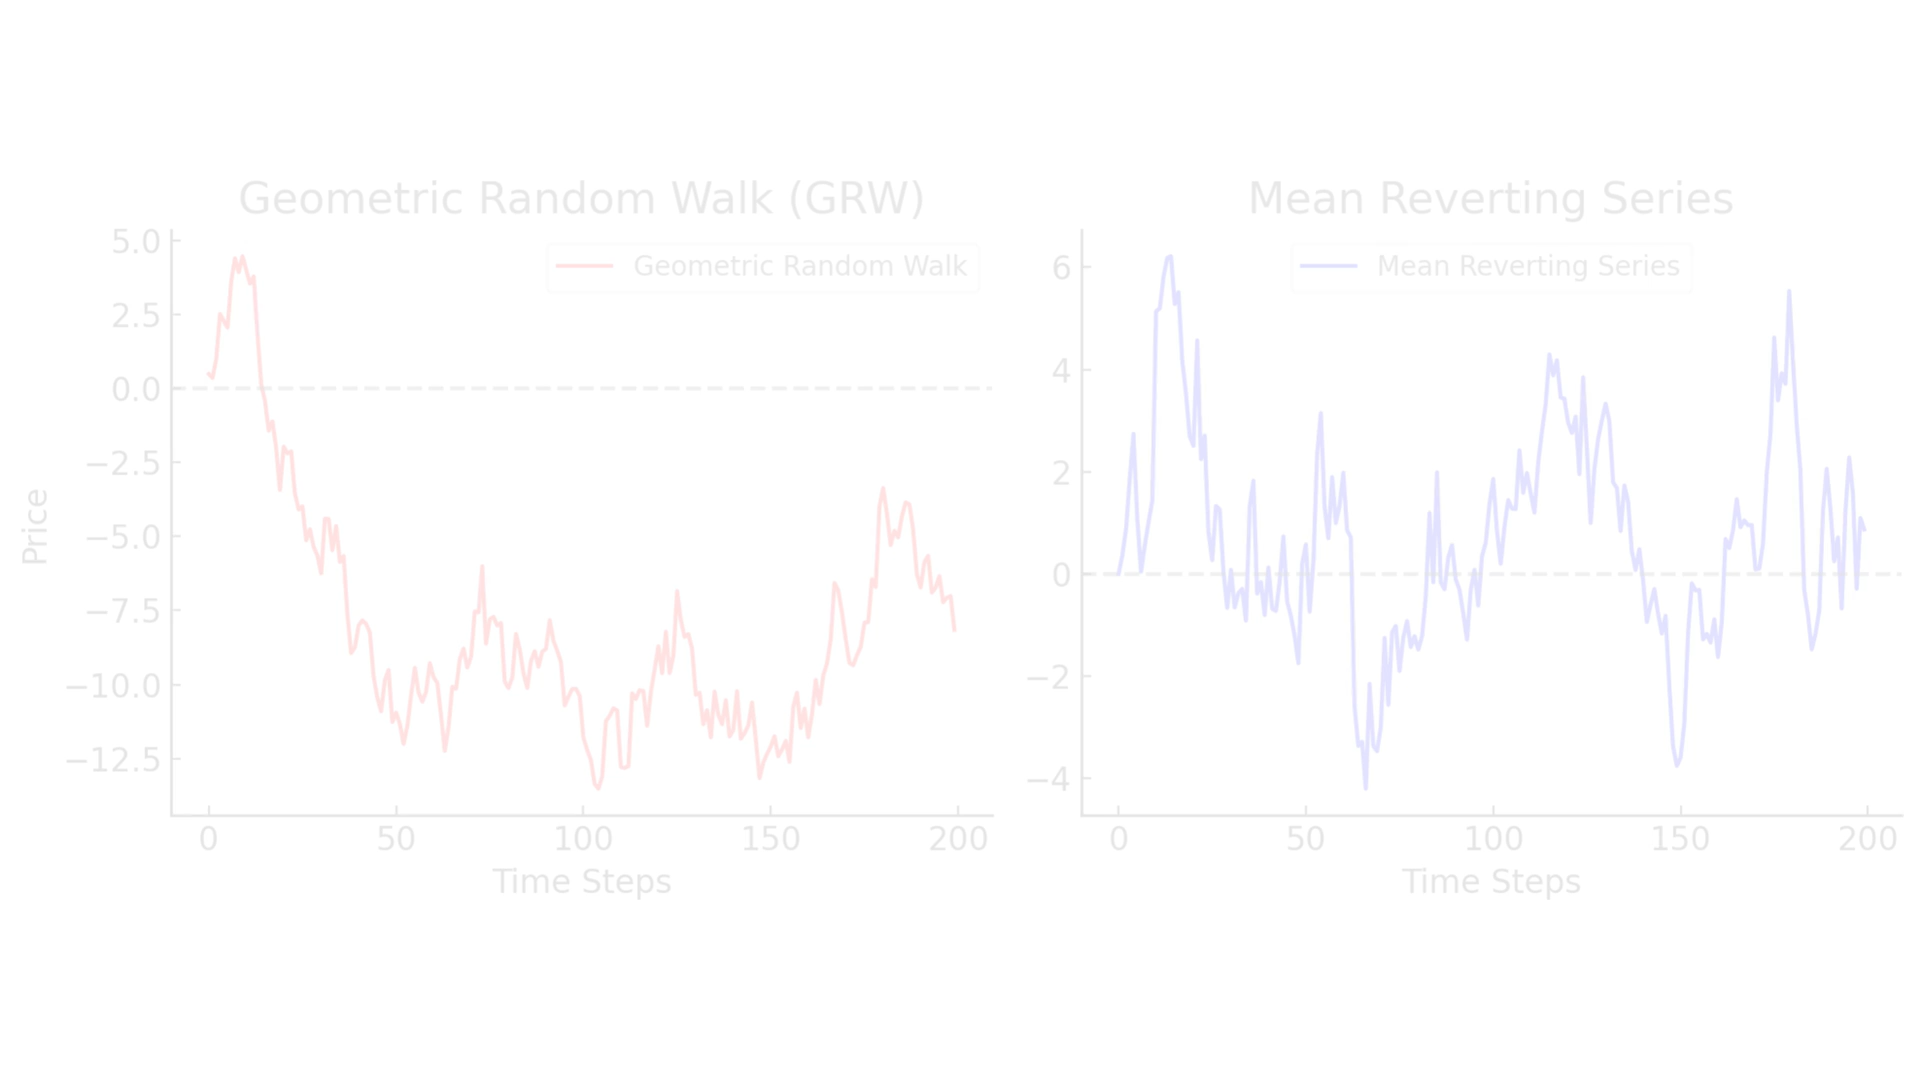 Geometric Random Walk (GRW)
Geometric Random Walk
5.0
2.5
0.0
−2.5
−5.0
−7.5
−10.0
−12.5
Price
0 50 100 150 200
Time Steps
Mean Reverting Series
Mean Reverting Series
6
4
2
0
−2
−4
0 50 100 150 200
Time Steps